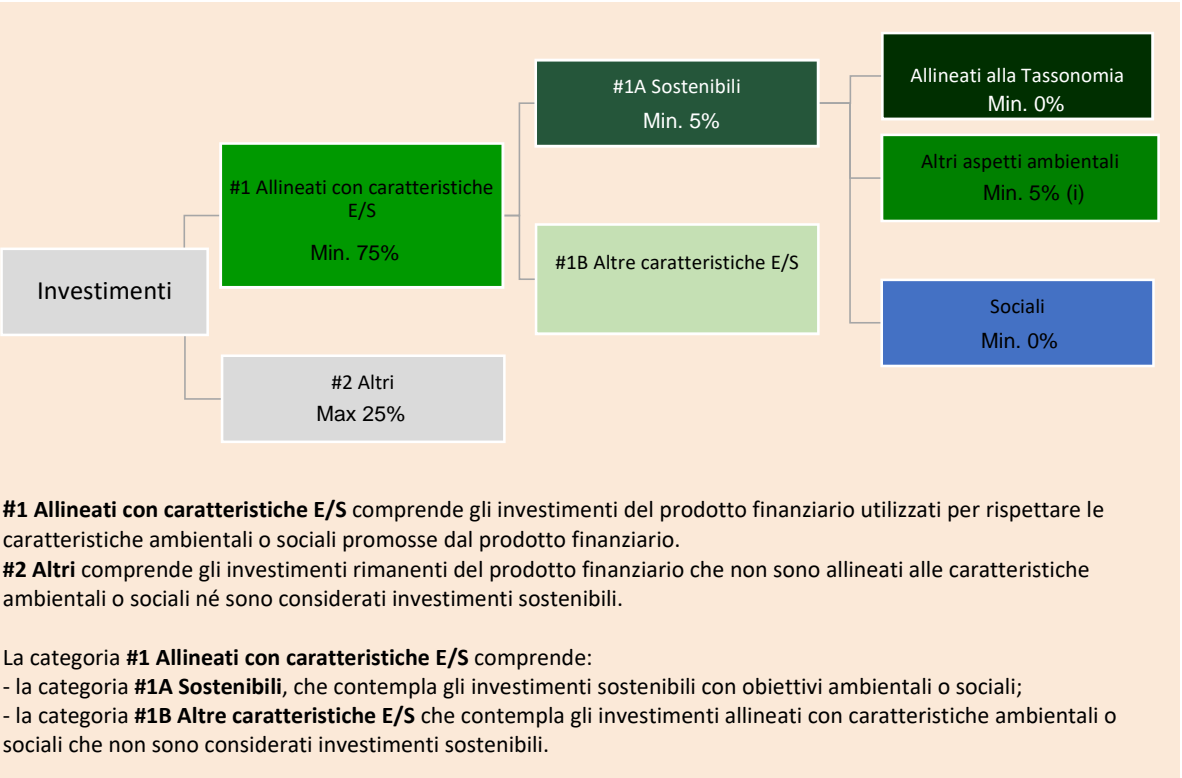 Investimenti
#1 Allineati con caratteristiche
E/S
Min. 75%
#2 Altri
Max 25%
#1A Sostenibili
Min. 5%
#1B Altre caratteristiche E/S
Allineati alla Tassonomia
Min. 0%
Altri aspetti ambientali
Min. 5% (i)
Sociali
Min. 0%
#1 Allineati con caratteristiche E/S comprende gli investimenti del prodotto finanziario utilizzati per rispettare le
caratteristiche ambientali o sociali promosse dal prodotto finanziario.
#2 Altri comprende gli investimenti rimanenti del prodotto finanziario che non sono allineati alle caratteristiche
ambientali o sociali né sono considerati investimenti sostenibili.
La categoria #1 Allineati con caratteristiche E/S comprende:
- la categoria #1A Sostenibili, che contempla gli investimenti sostenibili con obiettivi ambientali o sociali;
- la categoria #1B Altre caratteristiche E/S che contempla gli investimenti allineati con caratteristiche ambientali o
sociali che non sono considerati investimenti sostenibili.